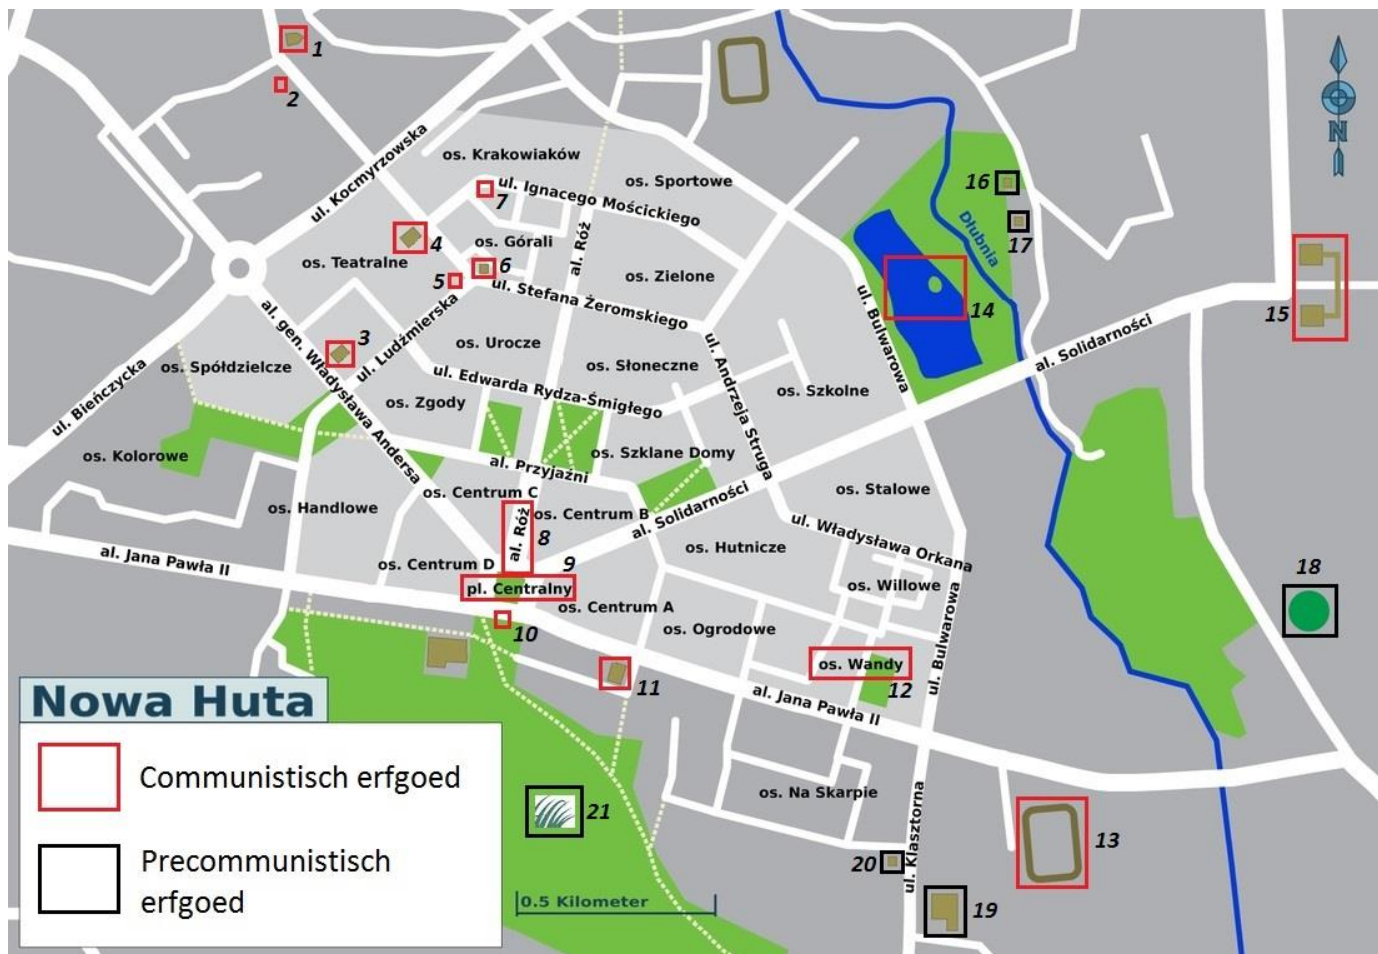 1
2
ul. Kocmyrzowska
os. Krakowiaków
os. Sportowe
ul. Ignacego Mościckiego
7
16
17
Dłubnia
N
4
os. Górali
al. Róż
os. Teatralne
6
5
os. Zielone
ul. Stefana Żeromskiego
ul. Bulwarowa
14
15
al. Solidarności
al. gen. Władysława Andersa
3
ul. Ludźmierska
os. Urocze
os. Słoneczne
ul. Andrzeja Struga
os. Spółdzielcze
ul. Bieńczycka
ul. Edwarda Rydza-Śmigłego
os. Szkolne
os. Zgody
os. Kolorowe
os. Szklane Domy
al. Przyjaźni
os. Centrum C
os. Stalowe
os. Handlowe
al. Róż
8
os. Centrum B
al. Solidarności
ul. Władysława Orkana
os. Hutnicze
al. Jana Pawła II
os. Centrum D
9
pl. Centralny
os. Willowe
18
os. Centrum A
10
os. Ogrodowe
ul. Bulwarowa
os. Wandy
12
11
al. Jana Pawła II
Nowa Huta
Communistisch erfgoed
Precommunistisch
erfgoed
os. Na Skarpie
21
13
20
ul. Klasztorna
19
0.5 Kilometer